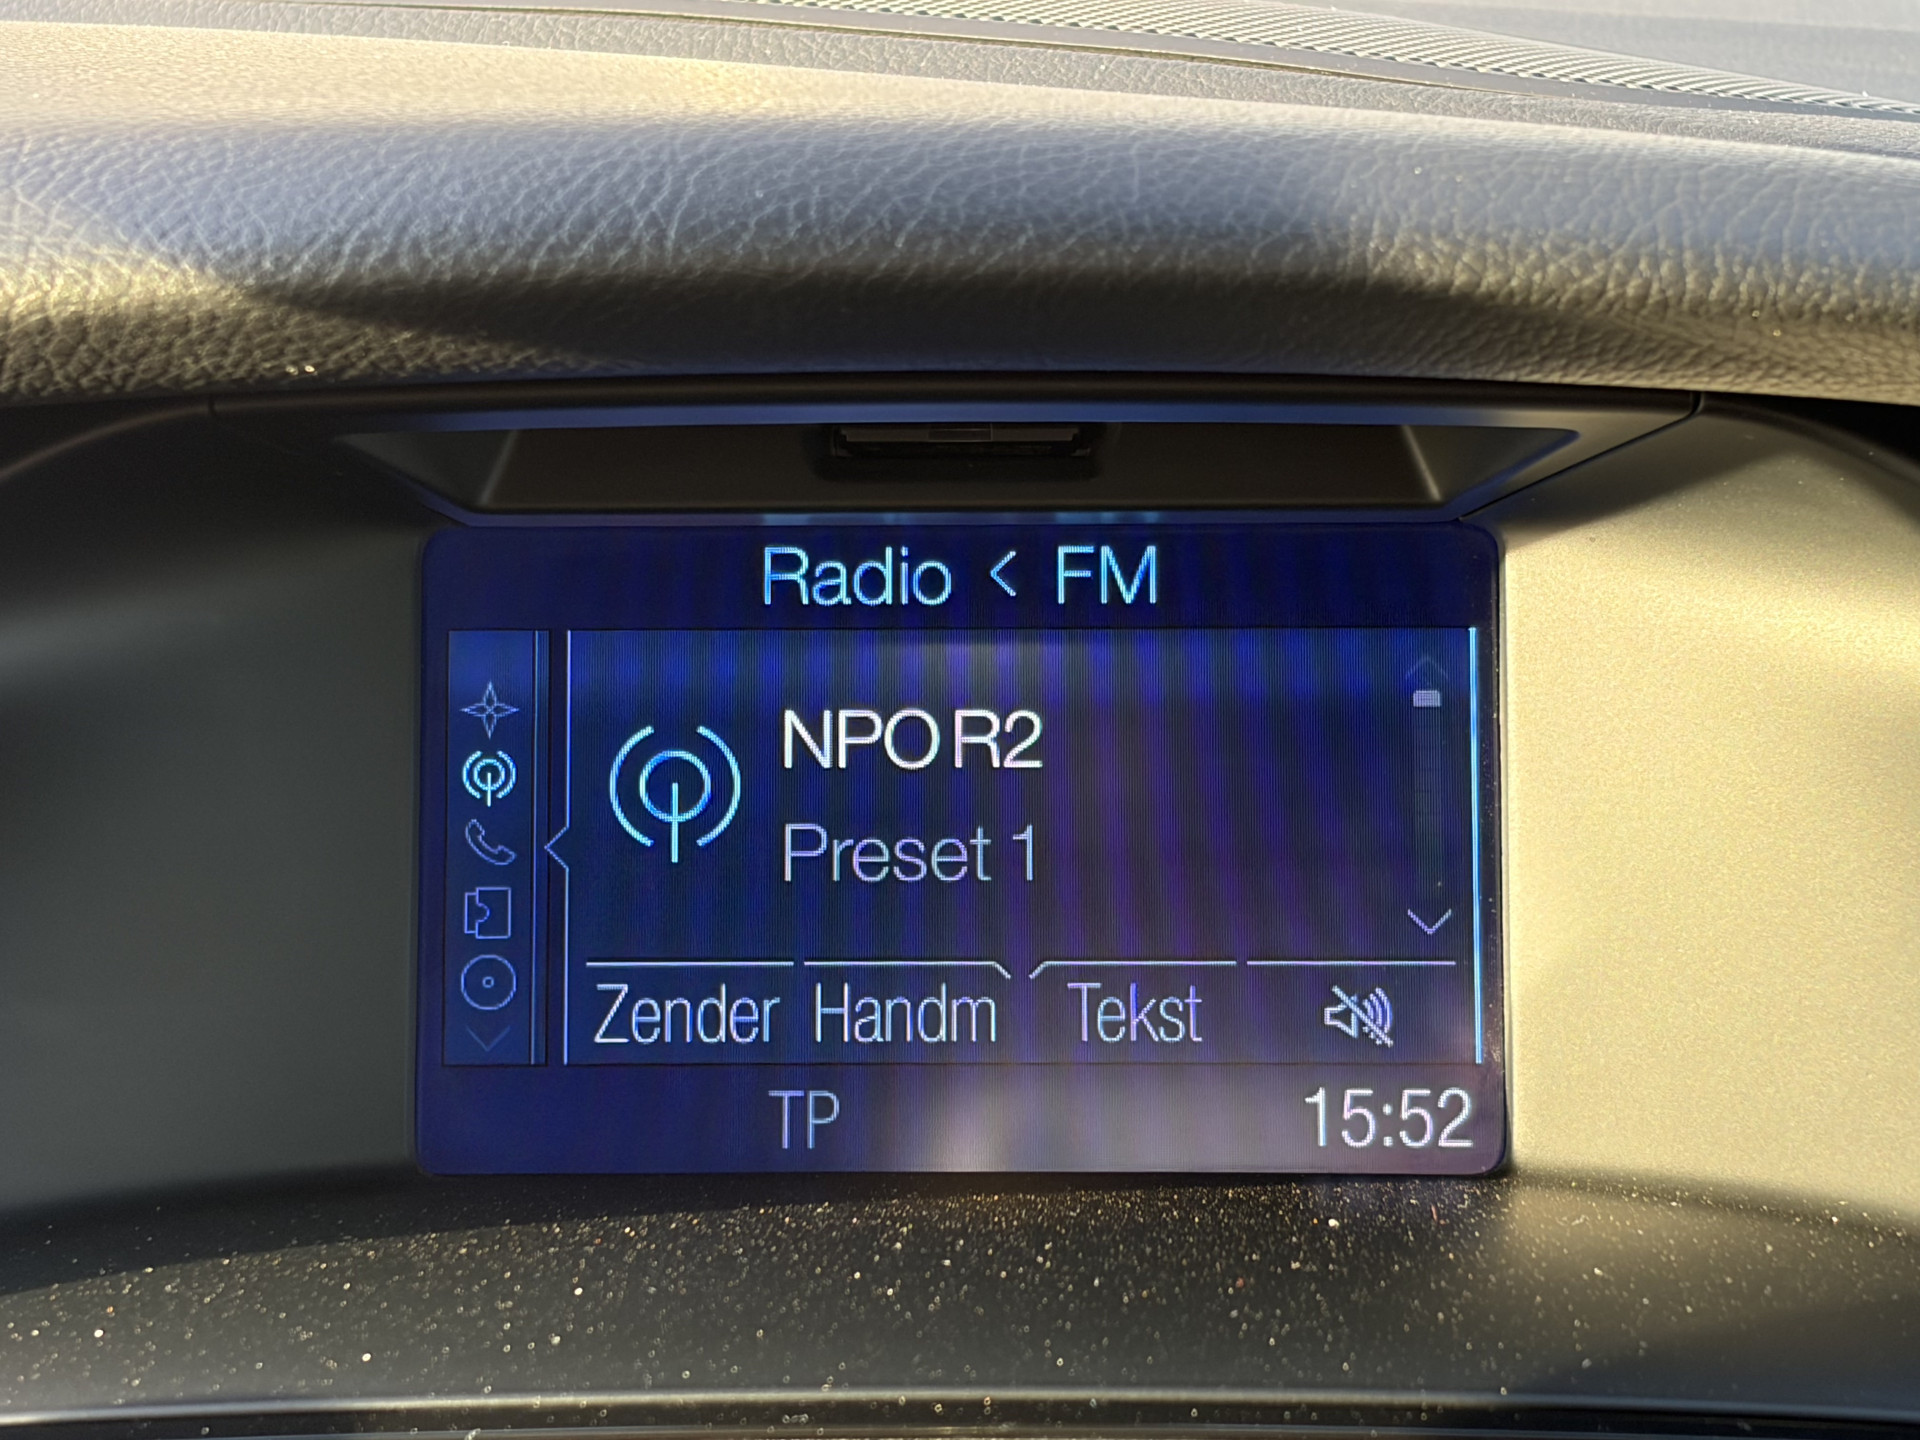 Radio < FM
NPO R2
Preset 1
Zender Handm Tekst
TP 15:52